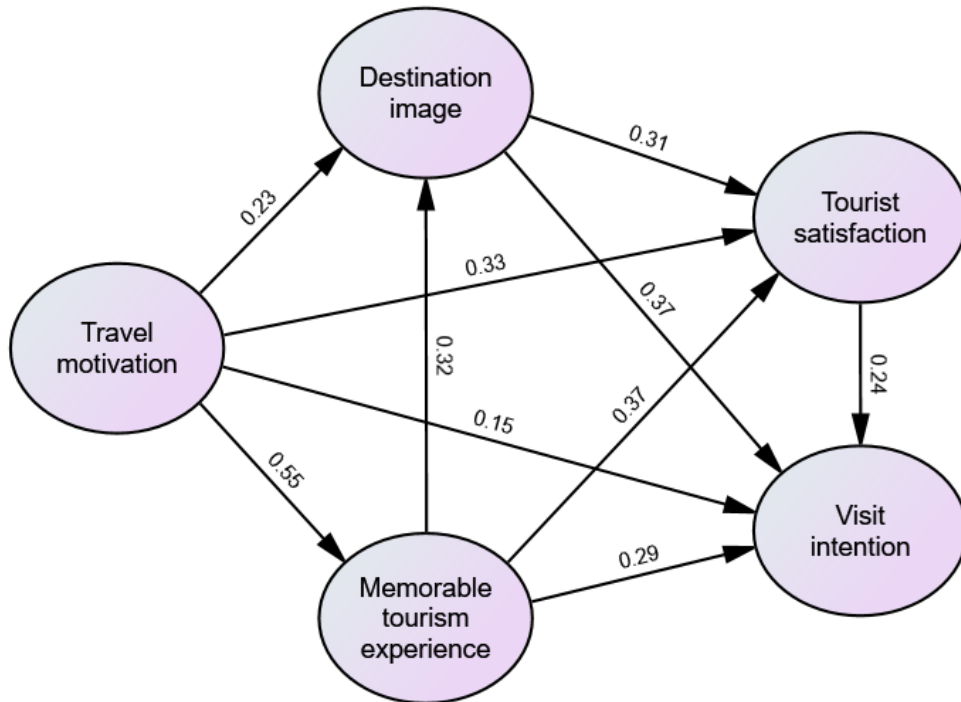 Destination
image
0.31
Tourist
satisfaction
0.23
0.33
0.37
Travel
motivation
0.32
0.24
0.37
0.15
0.55
Visit
intention
0.29
Memorable
tourism
experience